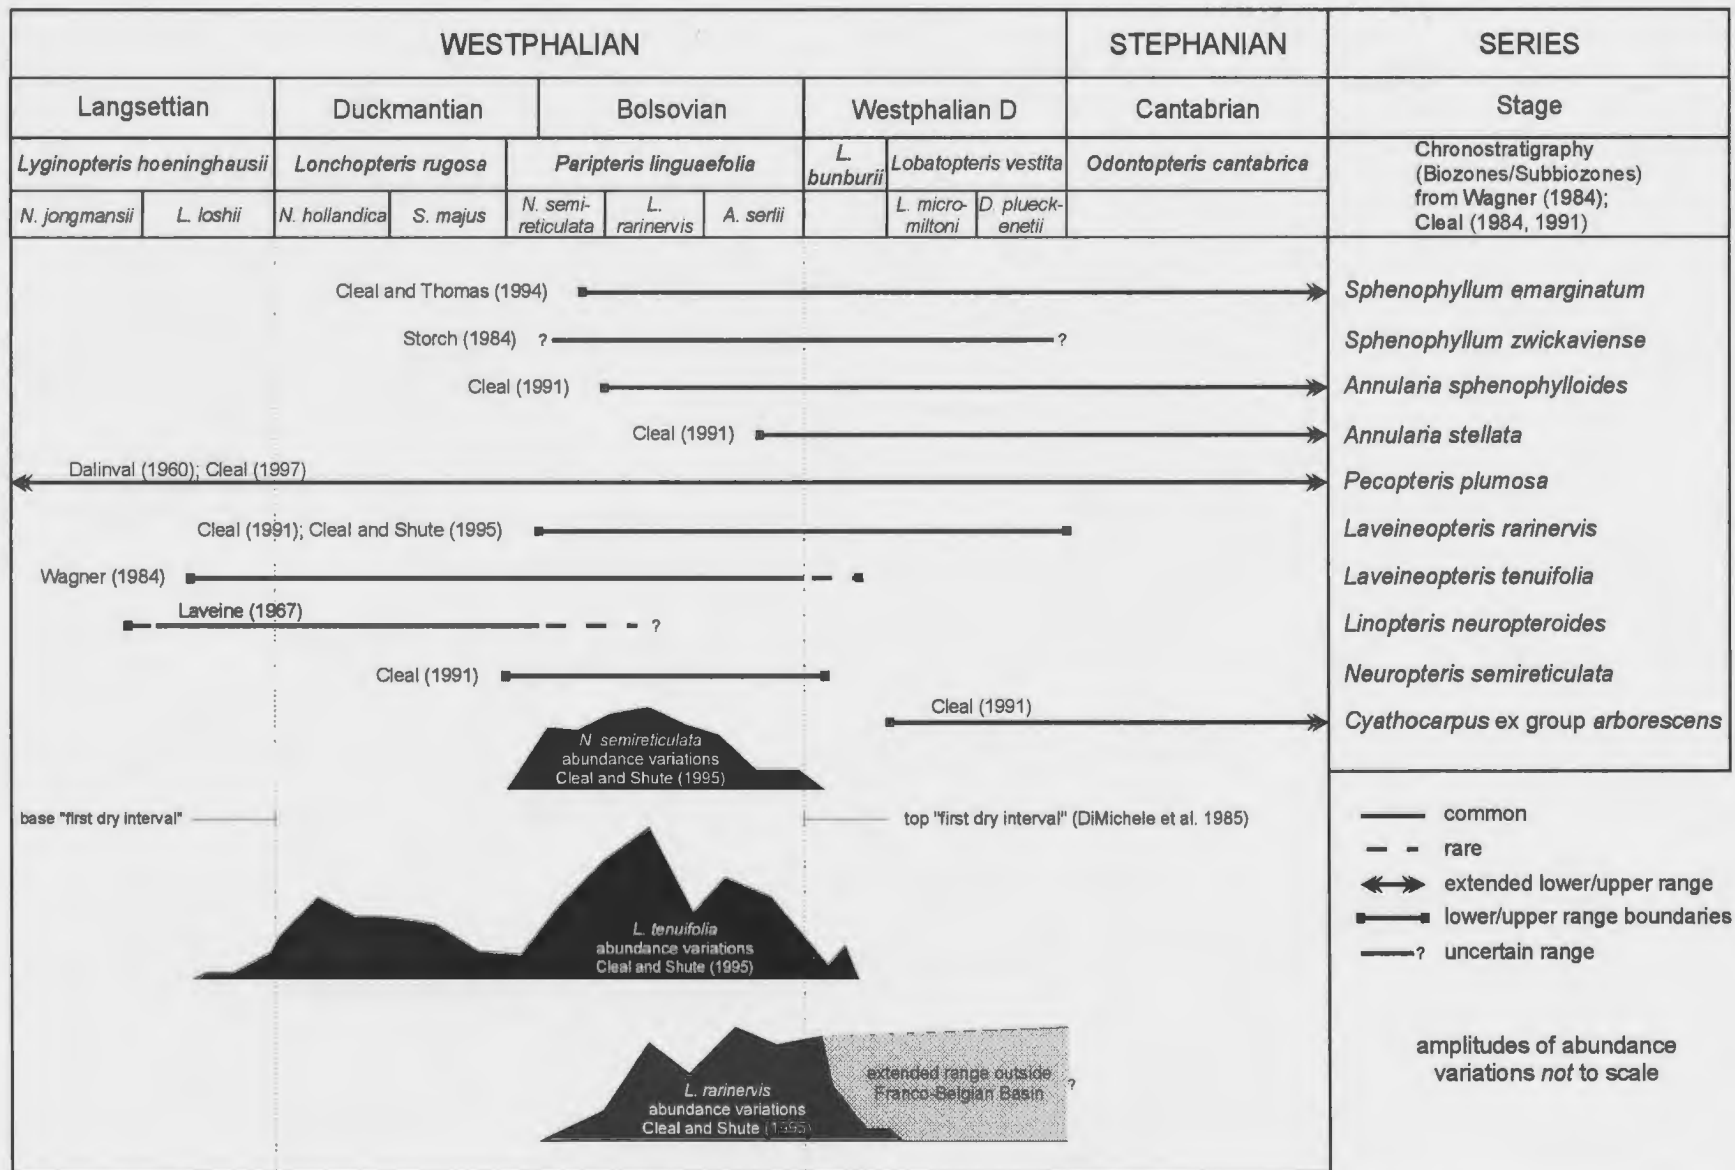 WESTPHALIAN STEPHANIAN SERIES
Langsettian Duckmantian Bolsovian Westphalian D Cantabrian Stage
Lyginopteris hoeninghausii Lonchopteris rugosa Paripteris linguaefolia L. bunburii Lobatopteris vestita Odontopteris cantabrica
N. jongmansii L. loshii N. hollandica S. majus N. semi-reticulata L. rarinervis A. serlii L. micro-miltoni D. plueck-enetii
Chronostratigraphy
(Biozones/Subbiozones)
from Wagner (1984);
Cleal (1984, 1991)
Cleal and Thomas (1994) Sphenophyllum emarginatum
Storch (1984) ? ? Sphenophyllum zwickaviense
Cleal (1991) Annularia sphenophylloides
Cleal (1991) Annularia stellata
Dalinval (1960); Cleal (1997) Pecopteris plumosa
Cleal (1991); Cleal and Shute (1995) Laveineopteris rarinervis
Wagner (1984) Laveineopteris tenuifolia
Laveine (1967) ? Linopteris neuropteroides
Cleal (1991) Neuropteris semireticulata
Cleal (1991) Cyathocarpus ex group arborescens
N semireticulata
abundance variations
Cleal and Shute (1995)
base "first dry interval" top "first dry interval" (DiMichele et al. 1985)
L. tenuifolia
abundance variations
Cleal and Shute (1995)
L. rarinervis
abundance variations
Cleal and Shute (1995)
extended range outside
Franco-Belgian Basin
?
common
rare
extended lower/upper range
lower/upper range boundaries
? uncertain range
amplitudes of abundance
variations not to scale